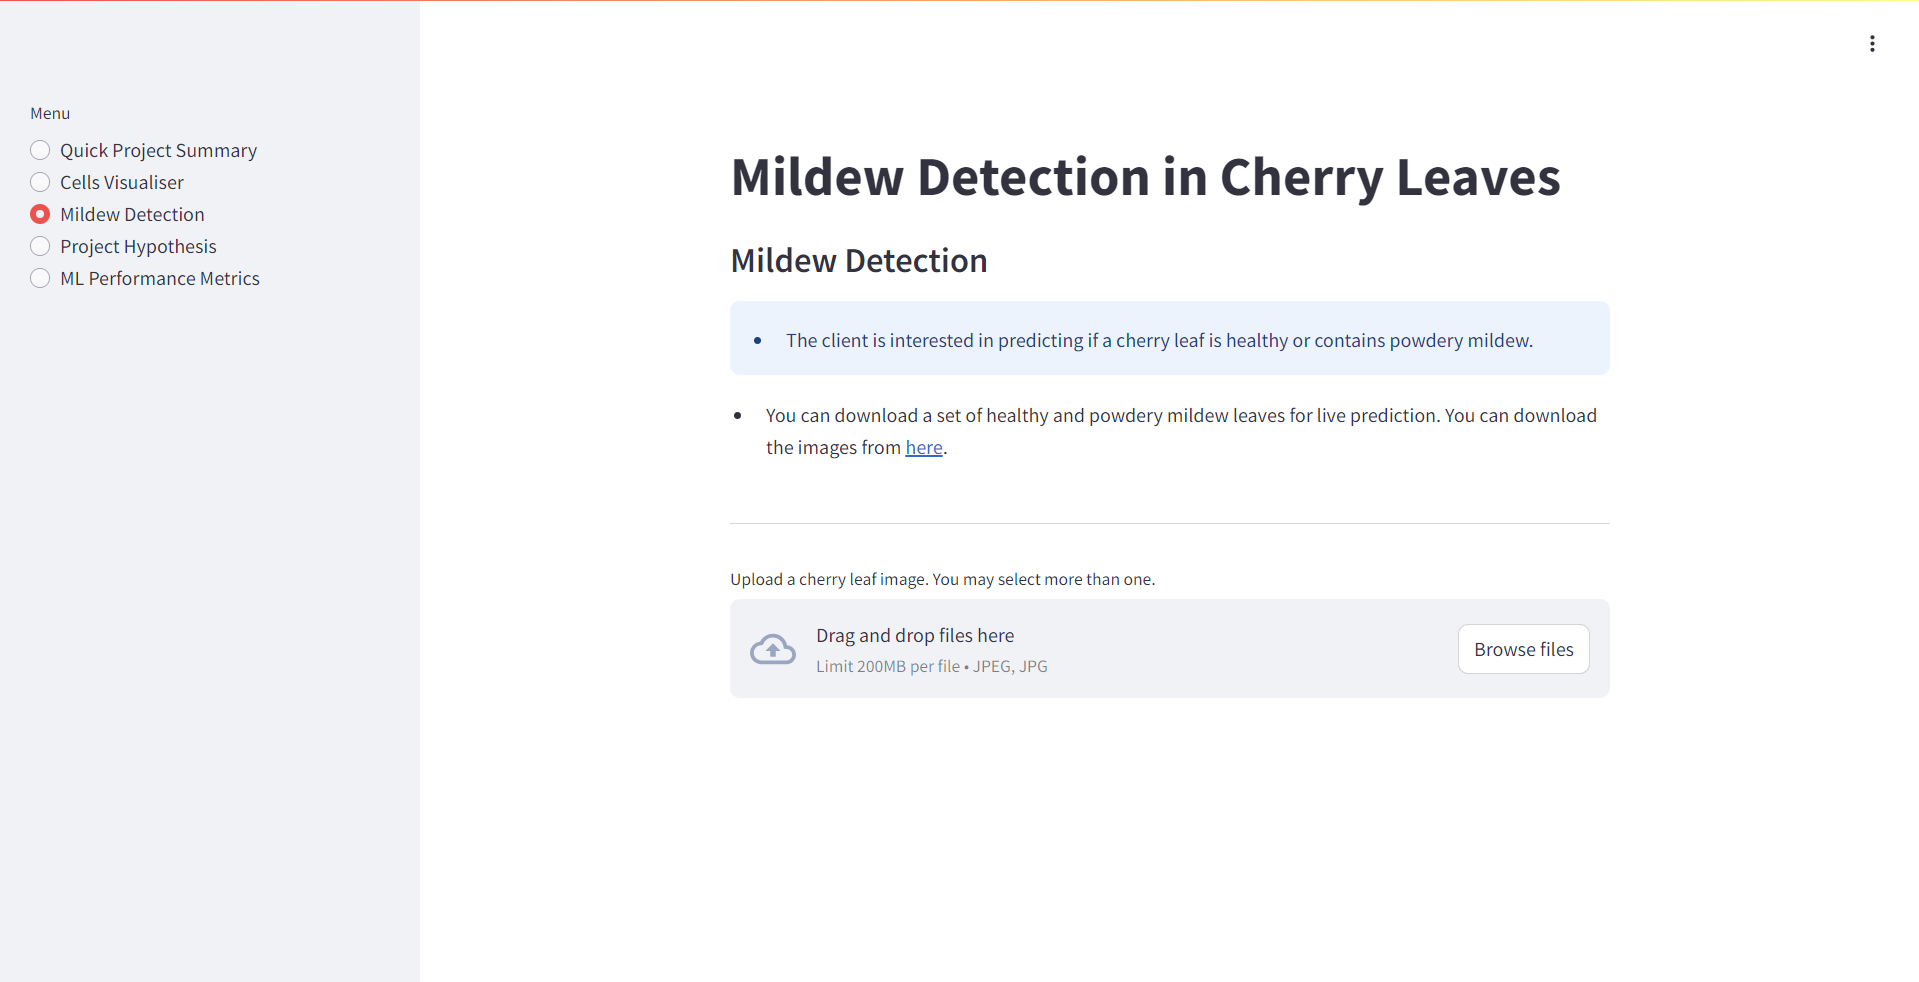 Menu
Quick Project Summary
Cells Visualiser
Mildew Detection
Project Hypothesis
ML Performance Metrics
Mildew Detection in Cherry Leaves
Mildew Detection
• The client is interested in predicting if a cherry leaf is healthy or contains powdery mildew.
• You can download a set of healthy and powdery mildew leaves for live prediction. You can download
the images from here.
Upload a cherry leaf image. You may select more than one.
Drag and drop files here
Limit 200MB per file • JPEG, JPG
Browse files